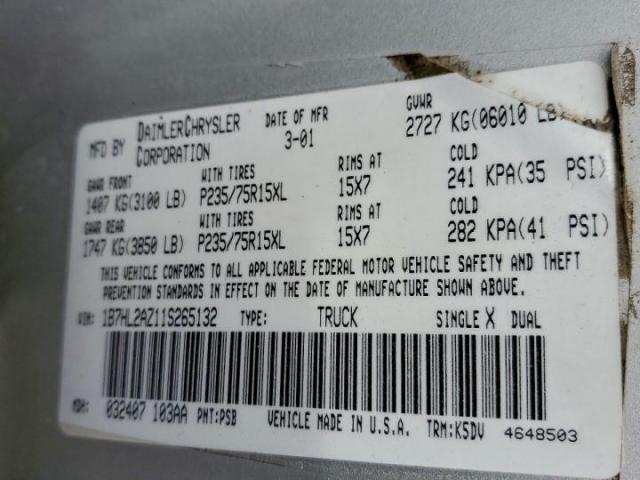 MFD BY DAIMLERCHRYSLER CORPORATION DATE OF MFR 3-01 GVWR 2727 KG(06010 LB)
GAWR FRONT WITH TIRES RIMS AT COLD
1407 KG(3100 LB) P235/75R15XL 15X7 241 KPA(35 PSI)
GAWR REAR WITH TIRES RIMS AT COLD
1747 KG(3850 LB) P235/75R15XL 15X7 282 KPA(41 PSI)
THIS VEHICLE CONFORMS TO ALL APPLICABLE FEDERAL MOTOR VEHICLE SAFETY AND THEFT
PREVENTION STANDARDS IN EFFECT ON THE DATE OF MANUFACTURE SHOWN ABOVE.
VIN: 1B7HL2AZ11S265132 TYPE: TRUCK SINGLE X DUAL
MDH: 032407 103AA PNT:PSB VEHICLE MADE IN U.S.A. TRM:K5DV 4648503